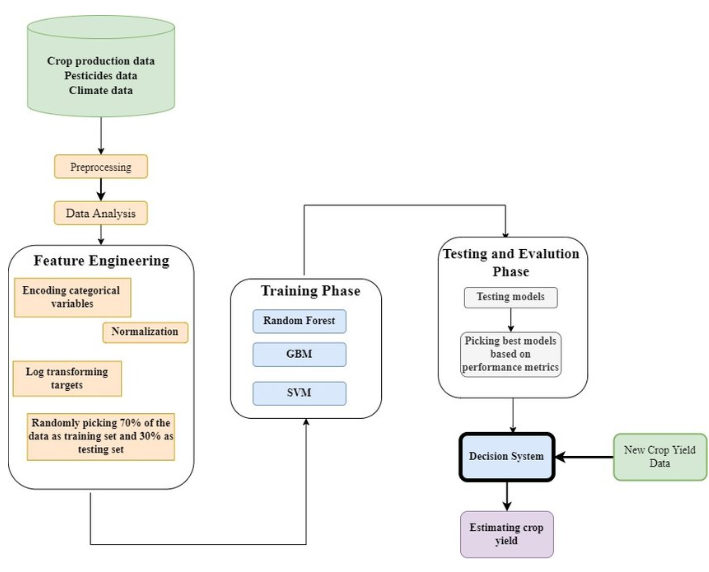 Crop production data
Pesticides data
Climate data
Preprocessing
Data Analysis
Feature Engineering
Encoding categorical
variables
Normalization
Log transforming
targets
Randomly picking 70% of the
data as training set and 30% as
testing set
Training Phase
Random Forest
GBM
SVM
Testing and Evalution
Phase
Testing models
Picking best models
based on
performance metrics
Decision System
New Crop Yield
Data
Estimating crop
yield